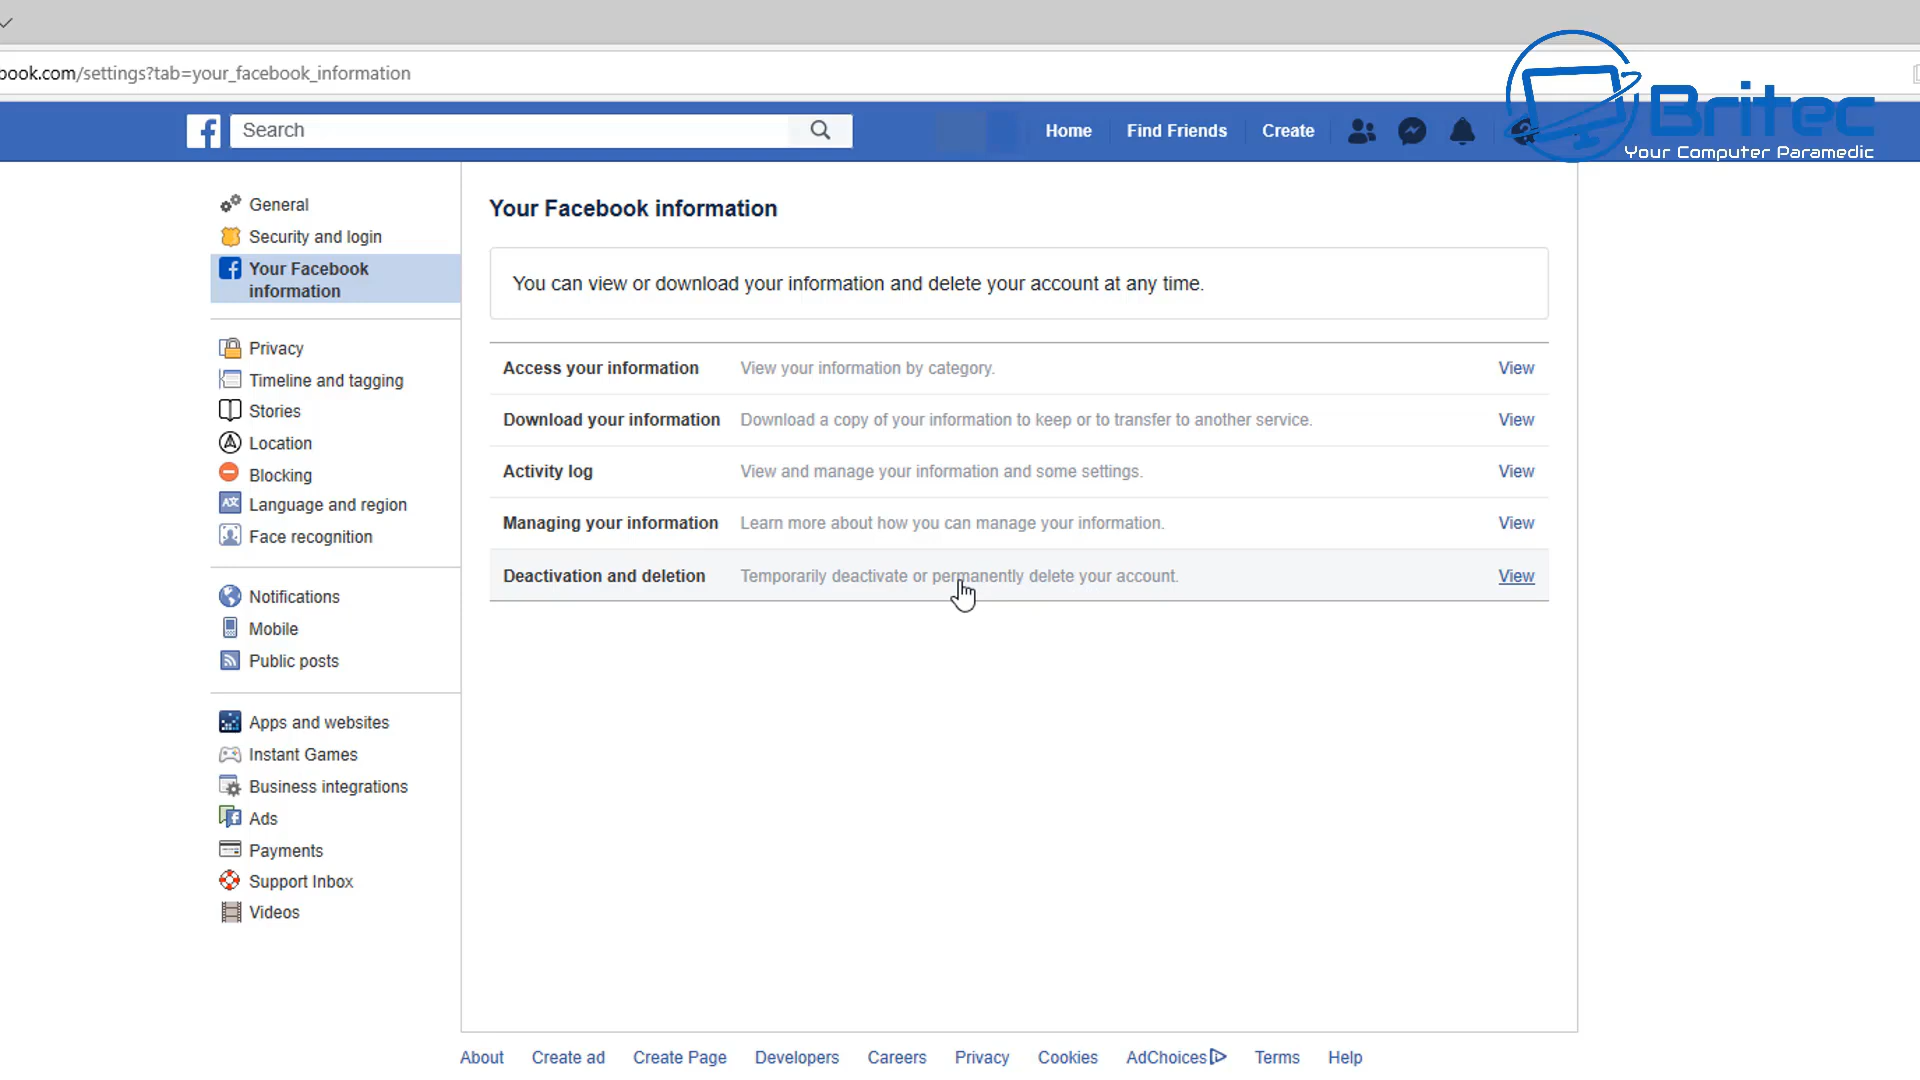 book.com/settings?tab=your_facebook_information
Britec
Your Computer Paramedic
Search
Home
Find Friends
Create
General
Security and login
Your Facebook
information
Privacy
Timeline and tagging
Stories
Location
Blocking
Language and region
Face recognition
Notifications
Mobile
Public posts
Apps and websites
Instant Games
Business integrations
Ads
Payments
Support Inbox
Videos
Your Facebook information
You can view or download your information and delete your account at any time.
Access your information View your information by category. View
Download your information Download a copy of your information to keep or to transfer to another service. View
Activity log View and manage your information and some settings. View
Managing your information Learn more about how you can manage your information. View
Deactivation and deletion Temporarily deactivate or permanently delete your account. View
About Create ad Create Page Developers Careers Privacy Cookies AdChoices Terms Help